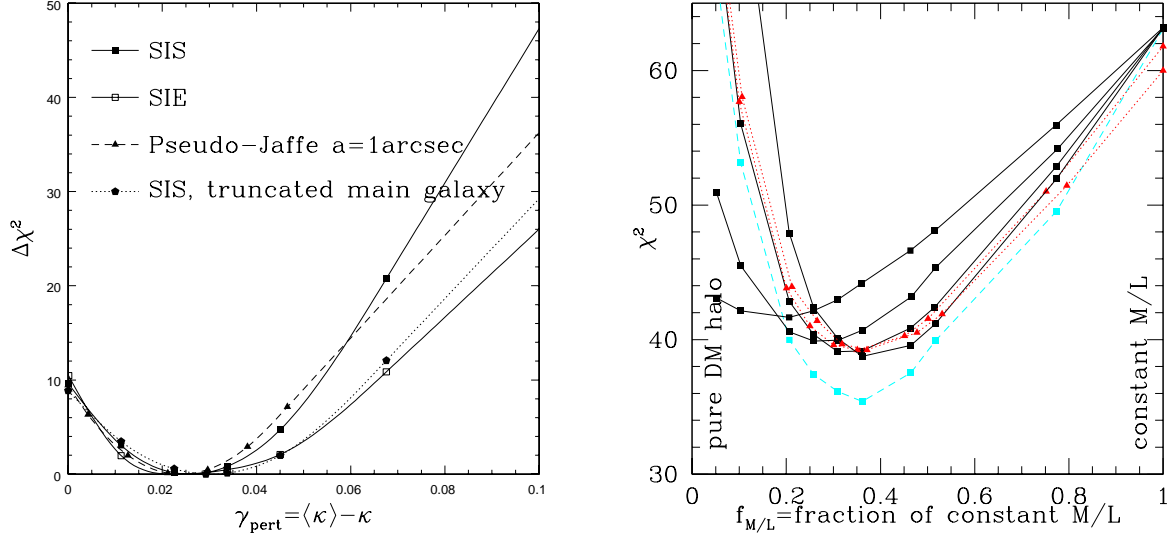 50
40
30
20
10
0
Δχ²
SIS
SIE
Pseudo-Jaffe a=1arcsec
SIS, truncated main galaxy
0 0.02 0.04 0.06 0.08 0.1
γpert=⟨κ⟩-κ
60
50
40
30
χ²
pure DM halo
constant M/L
0 0.2 0.4 0.6 0.8 1
fM/L=fraction of constant M/L